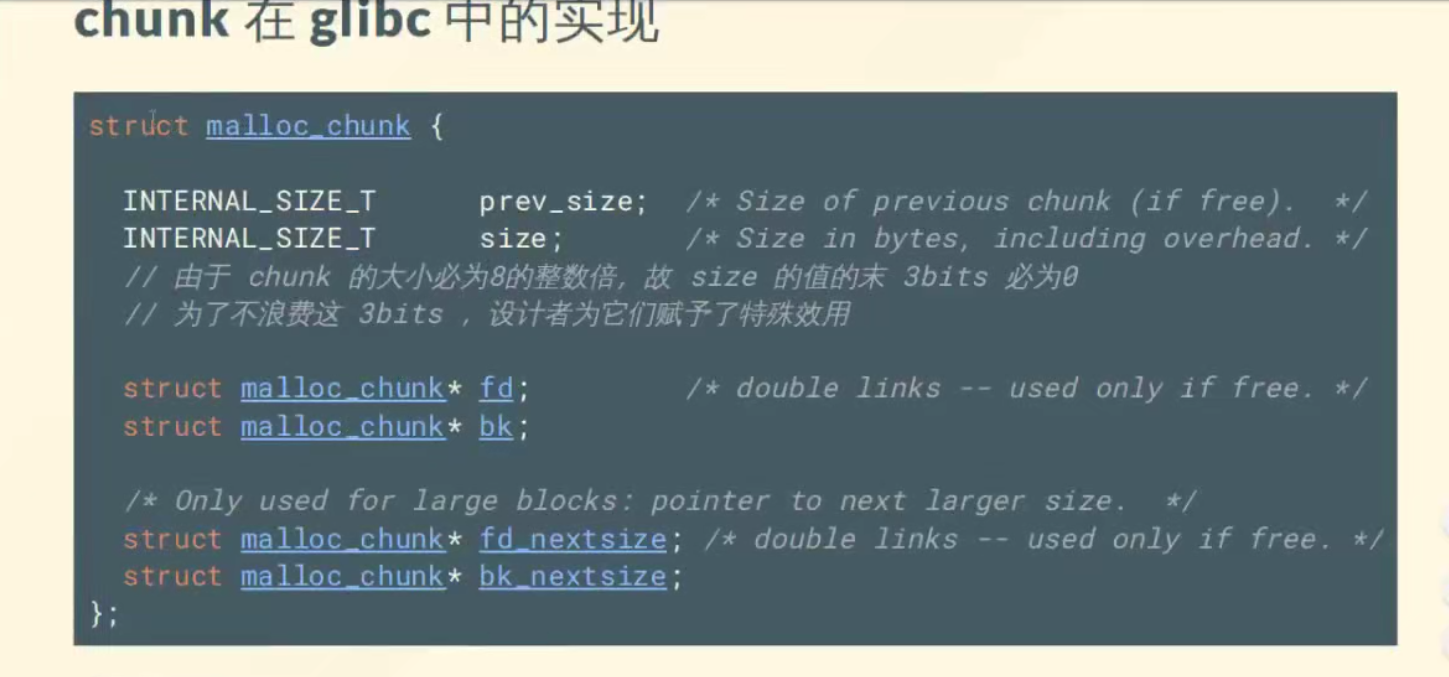 chunk 在 glibc 中的实现
struct malloc_chunk {
INTERNAL_SIZE_T prev_size; /* Size of previous chunk (if free). */
INTERNAL_SIZE_T size; /* Size in bytes, including overhead. */
// 由于 chunk 的大小必为8的整数倍，故 size 的值的末 3bits 必为0
// 为了不浪费这 3bits ，设计者为它们赋予了特殊效用
struct malloc_chunk* fd; /* double links -- used only if free. */
struct malloc_chunk* bk;
/* Only used for large blocks: pointer to next larger size. */
struct malloc_chunk* fd_nextsize; /* double links -- used only if free. */
struct malloc_chunk* bk_nextsize;
};